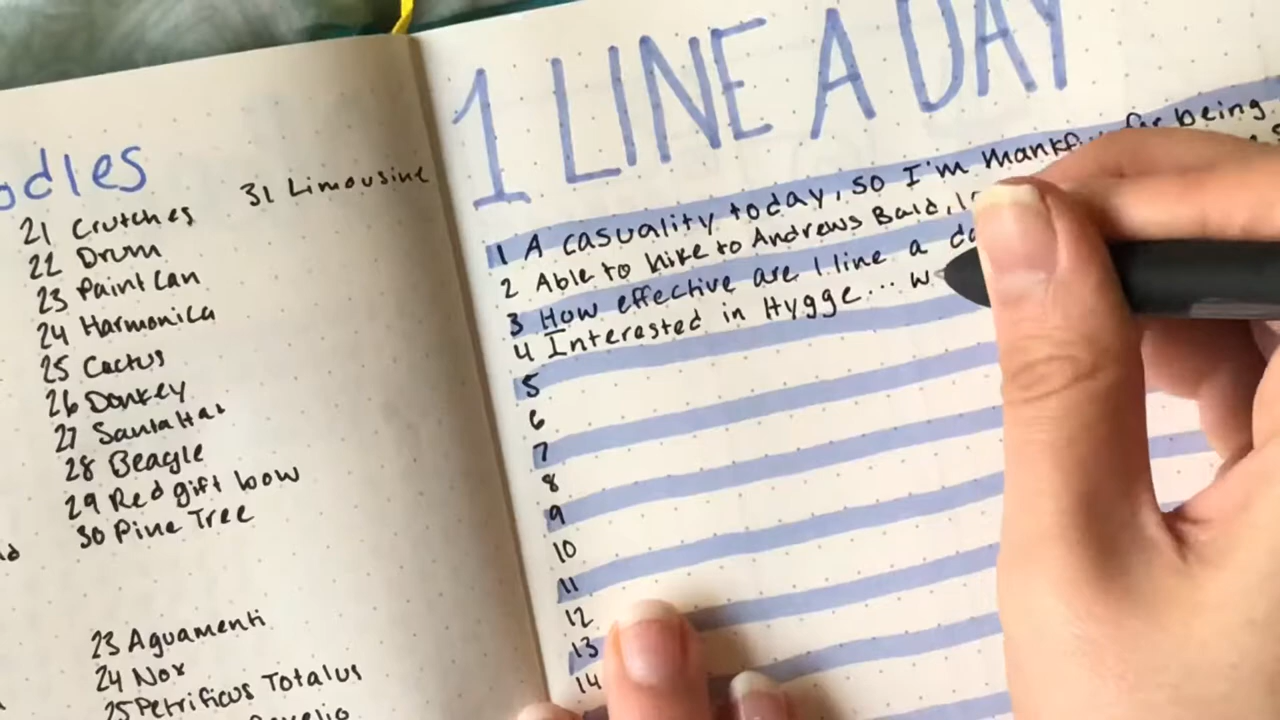 odles
21 Crutches
22 Drum
23 Paint Can
24 Harmonica
25 Cactus
26 Donkey
27 Santa Hat
28 Beagle
29 Red gift bow
30 Pine Tree
31 Limousine
23 Aguamenti
24 Nox
25 Petrificus Totalus
1 LINE A DAY
1 A casuality today, so I'm thankful for being
2 Able to hike to Andrews Bald,
3 How effective are 1 line a
4 Interested in Hygge... w
5
6
7
8
9
10
11
12
13
14